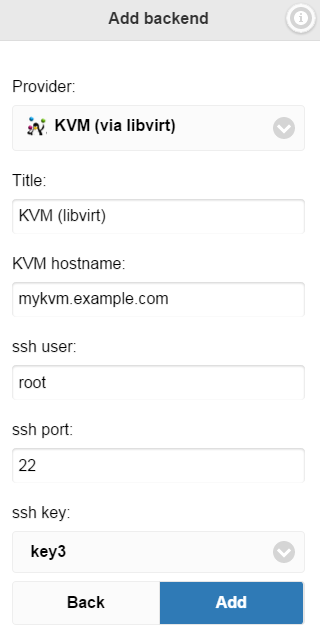 Add backend
Provider:
KVM (via libvirt)
Title:
KVM (libvirt)
KVM hostname:
mykvm.example.com
ssh user:
root
ssh port:
22
ssh key:
key3
Back Add